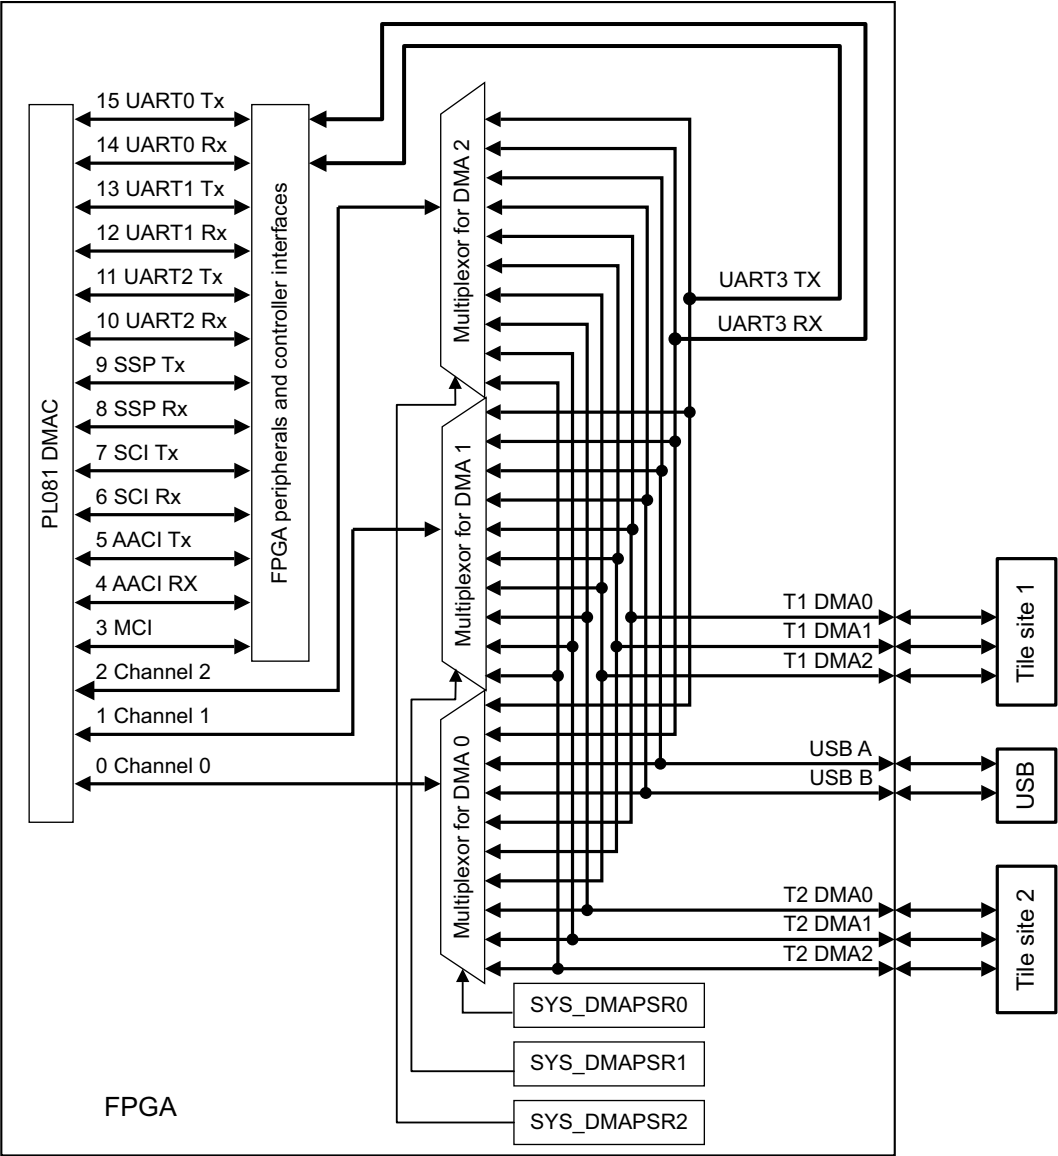 15 UART0 Tx
14 UART0 Rx
13 UART1 Tx
12 UART1 Rx
11 UART2 Tx
10 UART2 Rx
9 SSP Tx
8 SSP Rx
7 SCI Tx
6 SCI Rx
5 AACI Tx
4 AACI RX
3 MCI
2 Channel 2
1 Channel 1
0 Channel 0
PL081 DMAC
FPGA peripherals and controller interfaces
Multiplexor for DMA 2
Multiplexor for DMA 1
Multiplexor for DMA 0
UART3 TX
UART3 RX
T1 DMA0
T1 DMA1
T1 DMA2
Tile site 1
USB A
USB B
USB
T2 DMA0
T2 DMA1
T2 DMA2
Tile site 2
SYS_DMAPSR0
SYS_DMAPSR1
SYS_DMAPSR2
FPGA